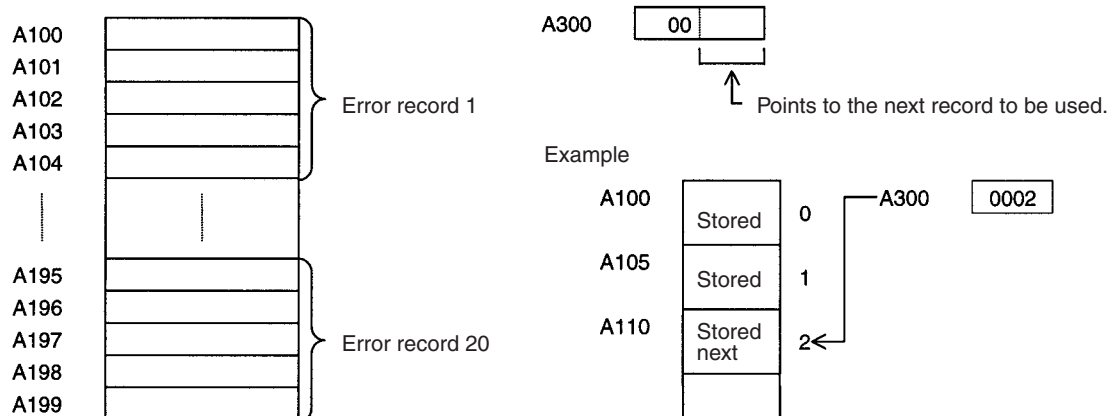 A100
A101
A102
A103
A104
Error record 1
A195
A196
A197
A198
A199
Error record 20
A300 00
Points to the next record to be used.
Example
A100 Stored 0
A300 0002
A105 Stored 1
A110 Stored
next 2